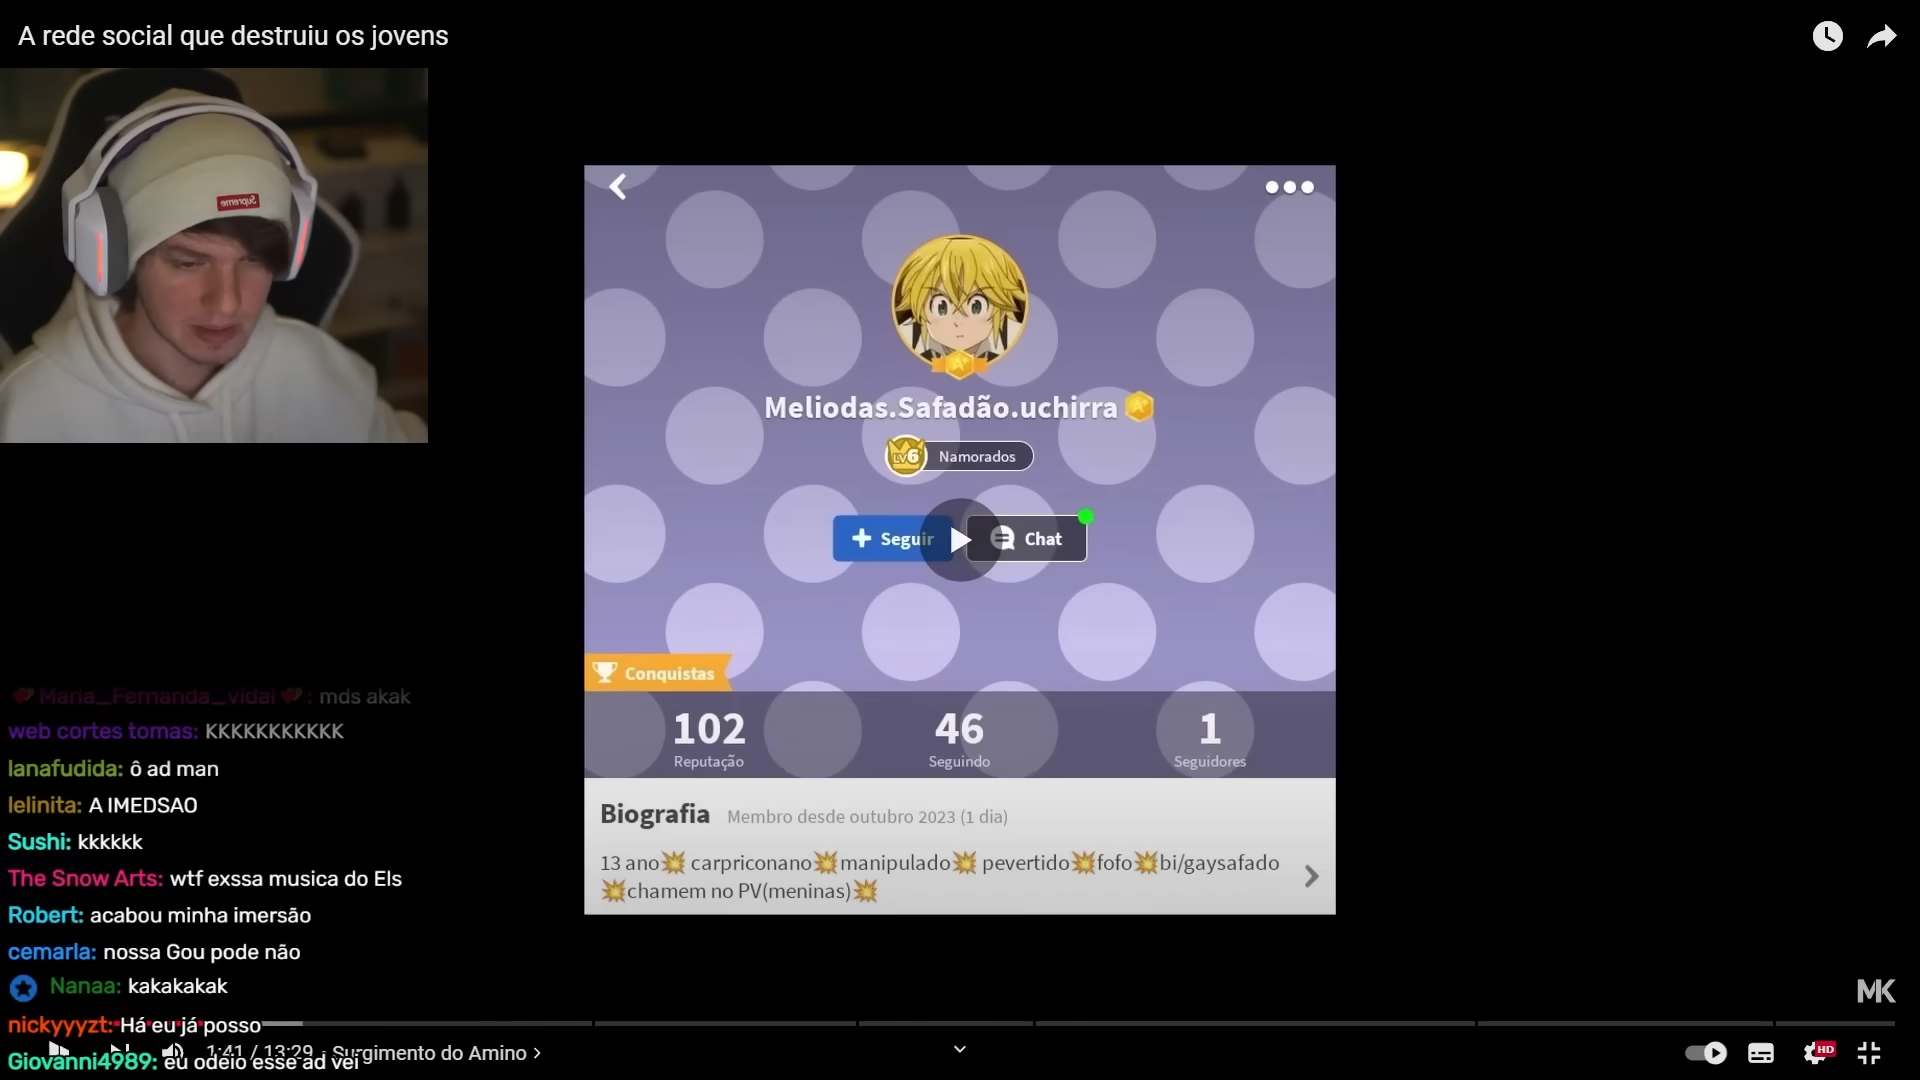 A rede social que destruiu os jovens
Supreme
Meliodas.Safadão.uchirra
LV6 Namorados
Seguir
Chat
Conquistas
102
46
1
Reputação
Seguindo
Seguidores
Biografia Membro desde outubro 2023 (1 dia)
13 ano💥 carpriconano💥manipulado💥 pevertido💥fofo💥bi/gaysafado
💥chamem no PV(meninas)💥
Maria_Fernanda_vidal : mds akak
web cortes tomas: KKKKKKKKKKK
lanafudida: ô ad man
lelinita: A IMEDSAO
Sushi: kkkkkk
The Snow Arts: wtf exssa musica do Els
Robert: acabou minha imersão
cemarla: nossa Gou pode não
Nanaa: kakakakak
nickyyyzt: Há eu já posso
Giovanni4989: eu odeio esse ad vei
1:41 / 13:29 · Surgimento do Amino
MK
HD